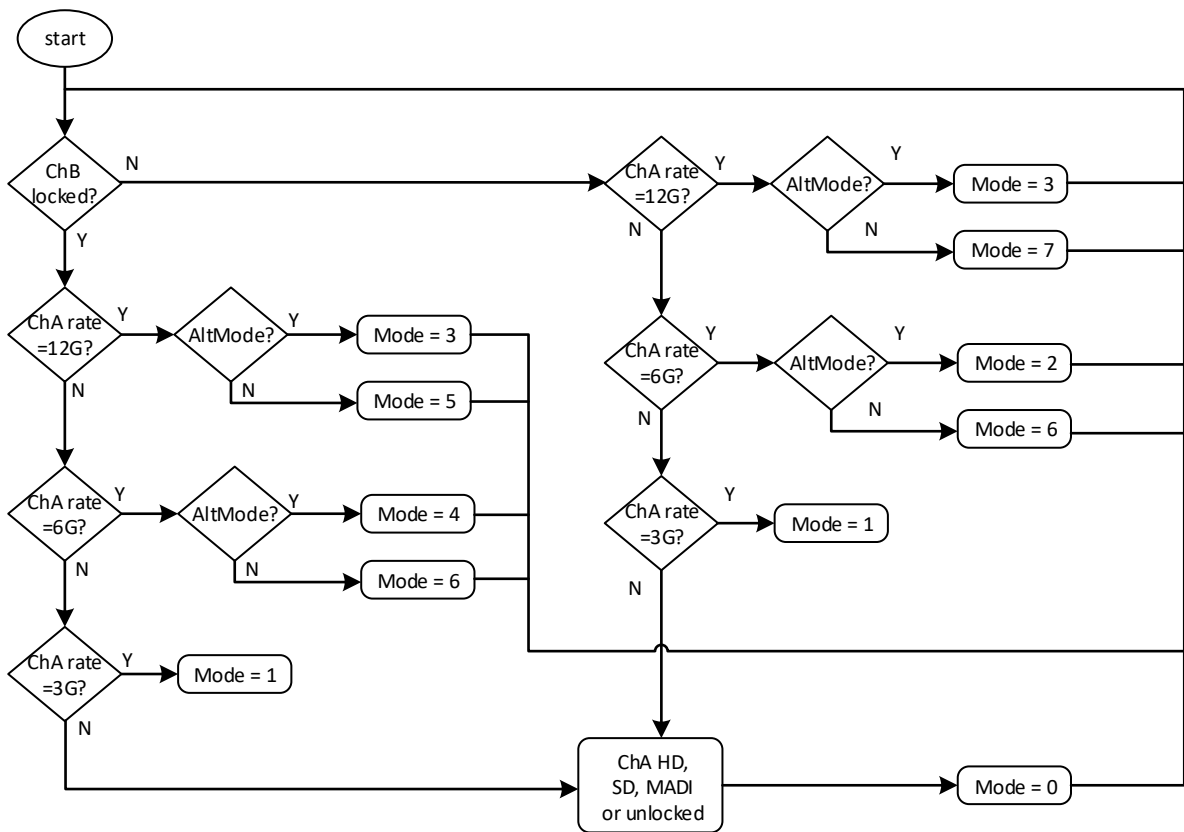 start
ChB
locked?
N
Y
ChA rate
=12G?
Y
N
AltMode?
Y
N
Mode = 3
Mode = 7
ChA rate
=12G?
Y
N
AltMode?
Y
N
Mode = 3
Mode = 5
ChA rate
=6G?
Y
N
AltMode?
Y
N
Mode = 2
Mode = 6
ChA rate
=6G?
Y
N
AltMode?
Y
N
Mode = 4
Mode = 6
ChA rate
=3G?
Y
N
Mode = 1
ChA rate
=3G?
Y
N
Mode = 1
ChA HD,
SD, MADI
or unlocked
Mode = 0